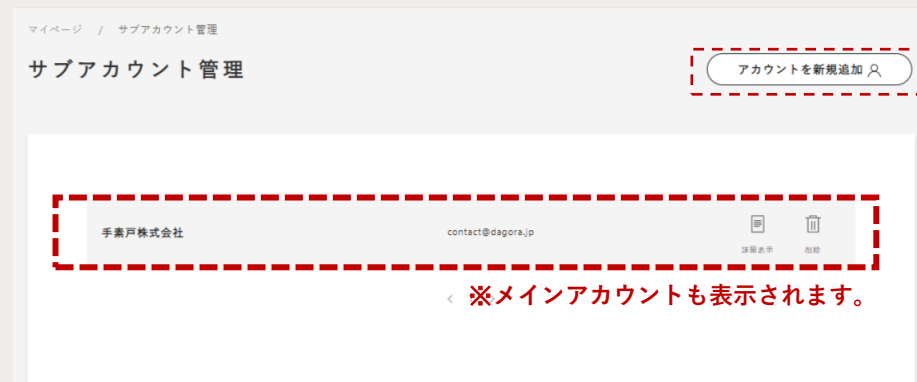 マイページ / サブアカウント管理
サブアカウント管理
アカウントを新規追加
手素戸株式会社
contact@dagora.jp
詳細表示
削除
※メインアカウントも表示されます。